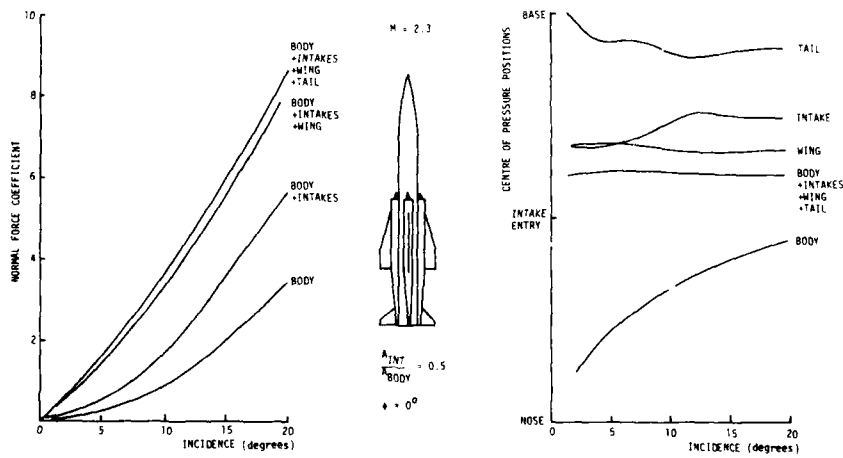 10
8
6
4
2
0
0
5
10
15
20
NORMAL FORCE COEFFICIENT
INCIDENCE (degrees)
BODY
+INTAKES
+WING
+TAIL
BODY
+INTAKES
+WING
BODY
+INTAKES
BODY
M = 2.3
A_INT
A_BODY = 0.5
ϕ = 0°
BASE
INTAKE
ENTRY
NOSE
CENTRE OF PRESSURE POSITIONS
0
5
10
15
20
INCIDENCE (degrees)
TAIL
INTAKE
WING
BODY
+INTAKES
+WING
+TAIL
BODY